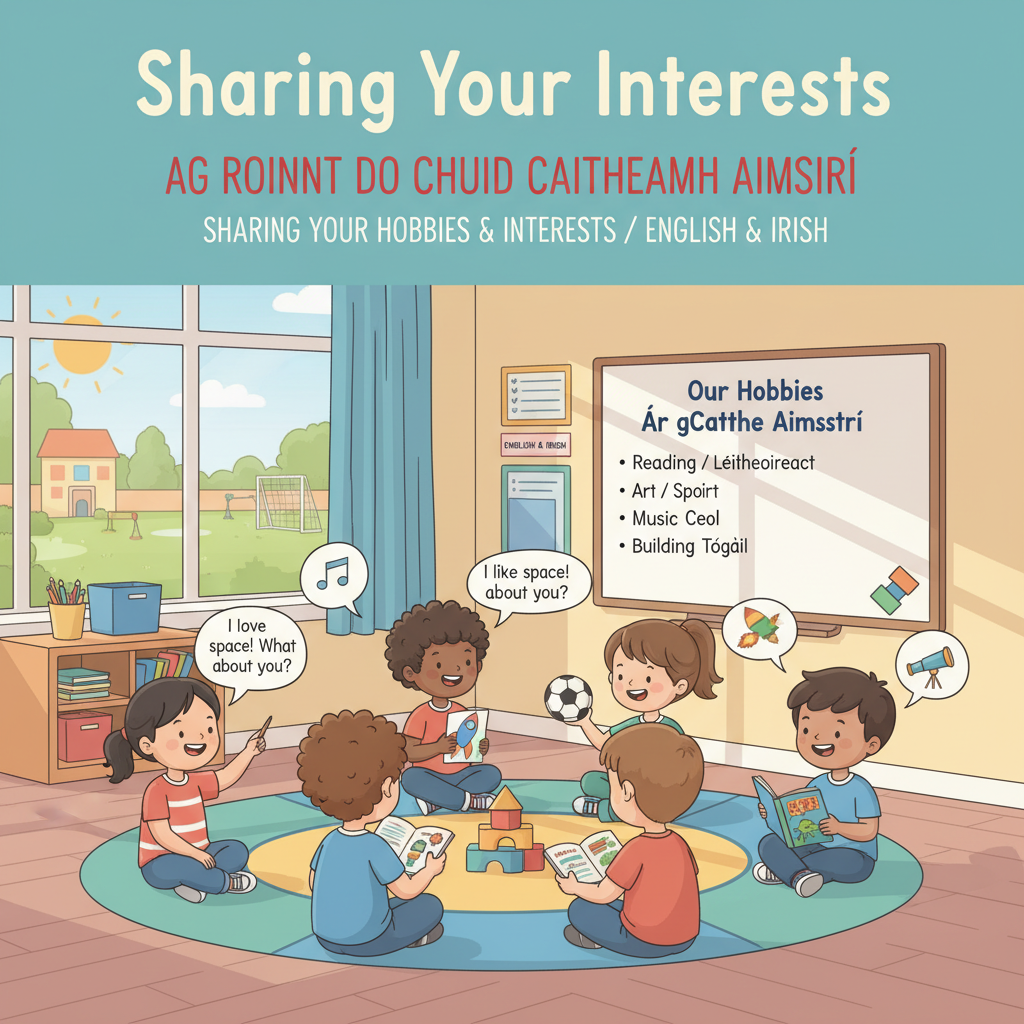 Sharing Your Interests
AG ROINNT DO CHUID CAITHEAMH AIMSIRÍ
SHARING YOUR HOBBIES & INTERESTS / ENGLISH & IRISH
Our Hobbies
Ár gCatthe Aimsstrí
• Reading / Léitheoireact
• Art / Spoirt
• Music Ceol
• Building Tógàil
ENGLISH &
I like space!
about you?
I love
space! What
about you?